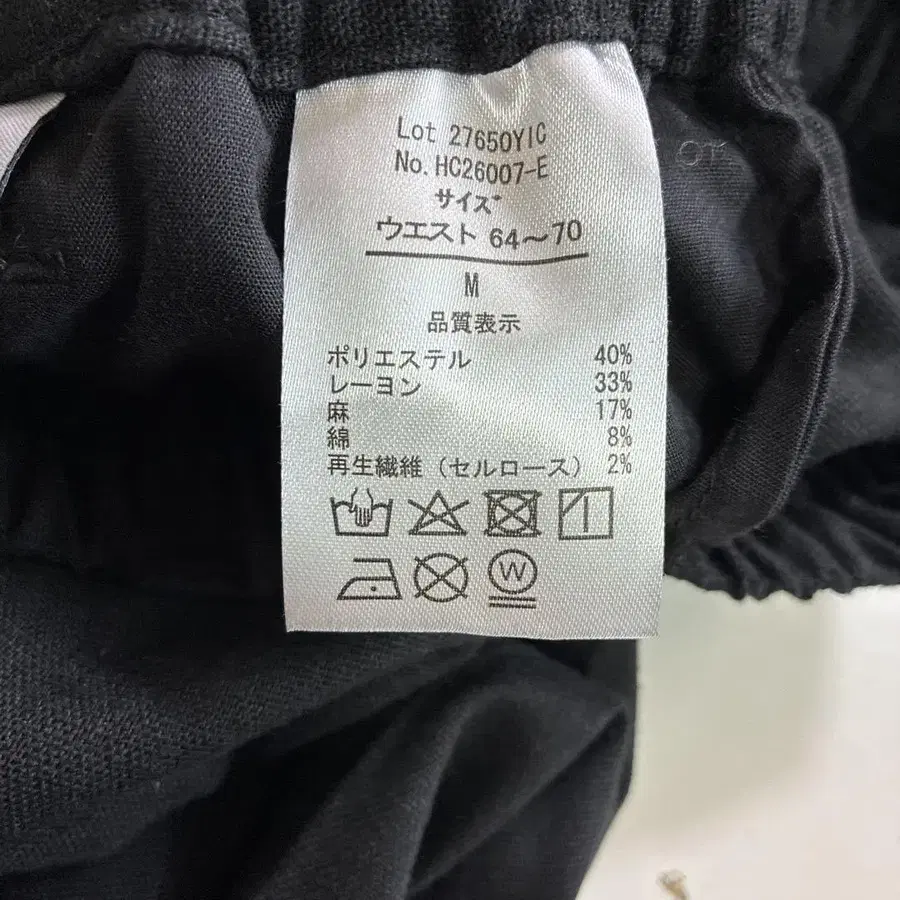 Lot 27650YIC
No. HC26007-E
サイズ
ウエスト 64〜70
M
品質表示
ポリエステル 40%
レーヨン 33%
麻 17%
綿 8%
再生繊維（セルロース） 2%
W